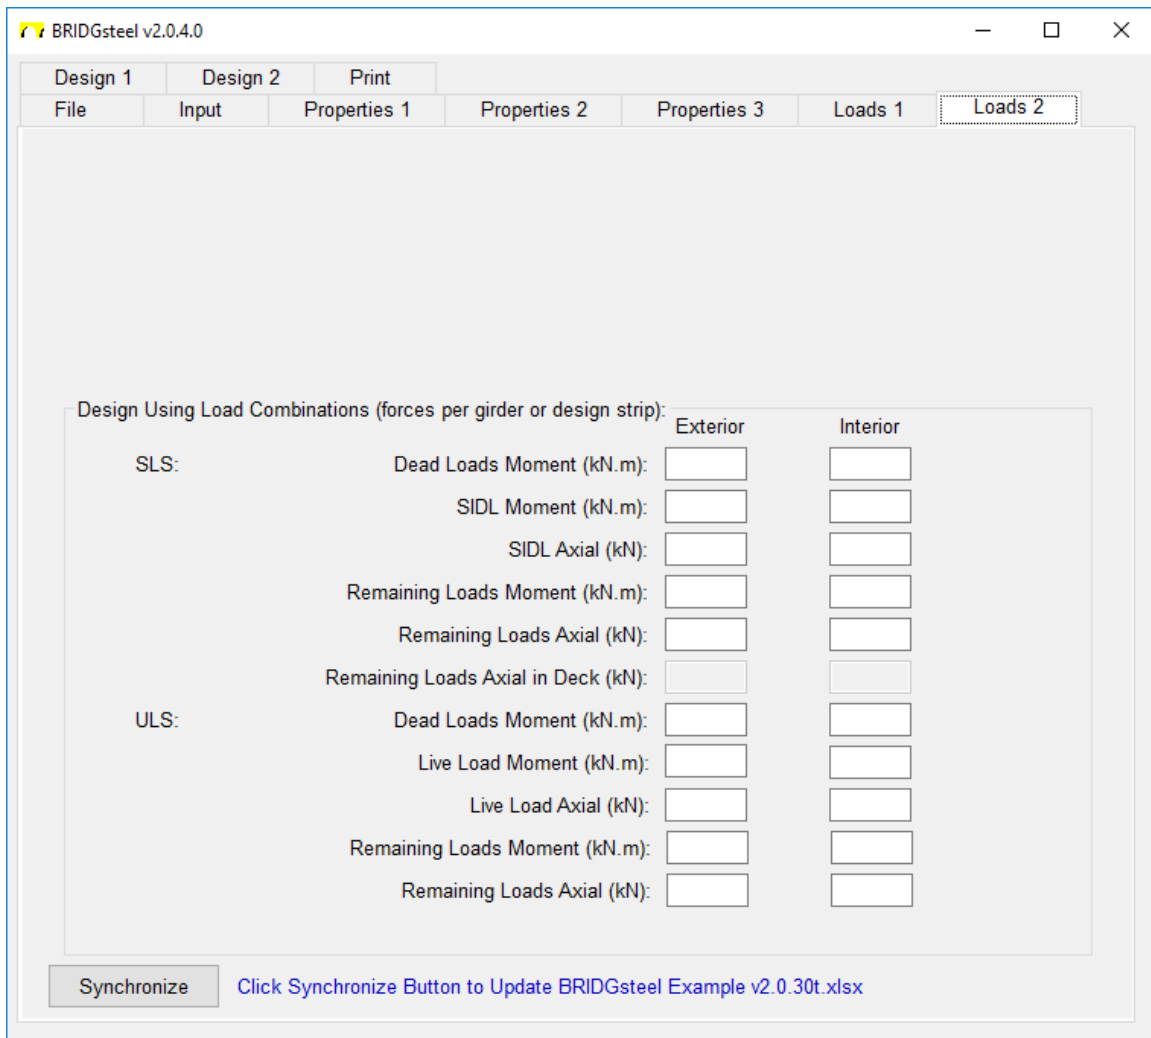 BRIDGsteel v2.0.4.0
Design 1 Design 2 Print
File Input Properties 1 Properties 2 Properties 3 Loads 1 Loads 2
Design Using Load Combinations (forces per girder or design strip):
Exterior Interior
SLS: Dead Loads Moment (kN.m):
SIDL Moment (kN.m):
SIDL Axial (kN):
Remaining Loads Moment (kN.m):
Remaining Loads Axial (kN):
Remaining Loads Axial in Deck (kN):
ULS: Dead Loads Moment (kN.m):
Live Load Moment (kN.m):
Live Load Axial (kN):
Remaining Loads Moment (kN.m):
Remaining Loads Axial (kN):
Synchronize Click Synchronize Button to Update BRIDGsteel Example v2.0.30t.xlsx